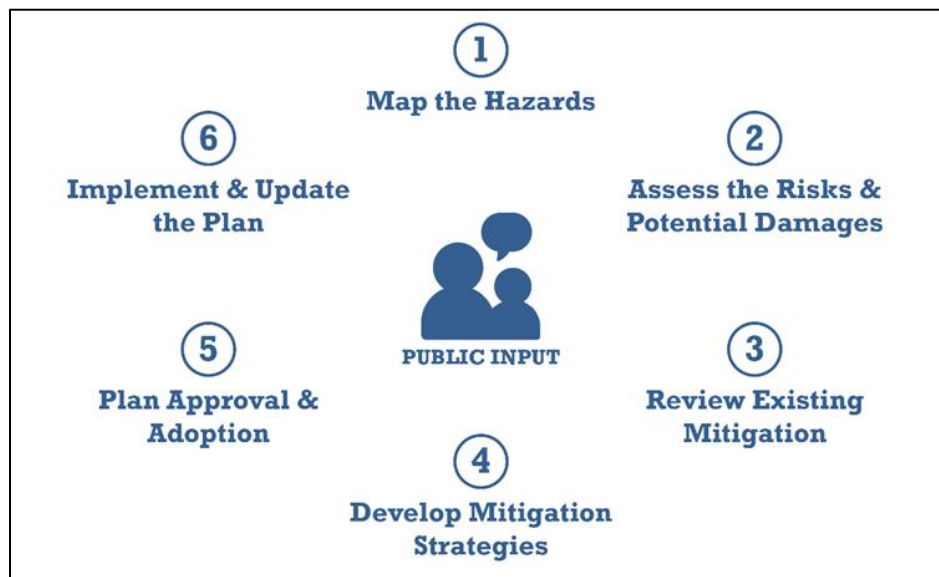 1
Map the Hazards
2
Assess the Risks &
Potential Damages
3
Review Existing
Mitigation
4
Develop Mitigation
Strategies
5
Plan Approval &
Adoption
6
Implement & Update
the Plan
PUBLIC INPUT